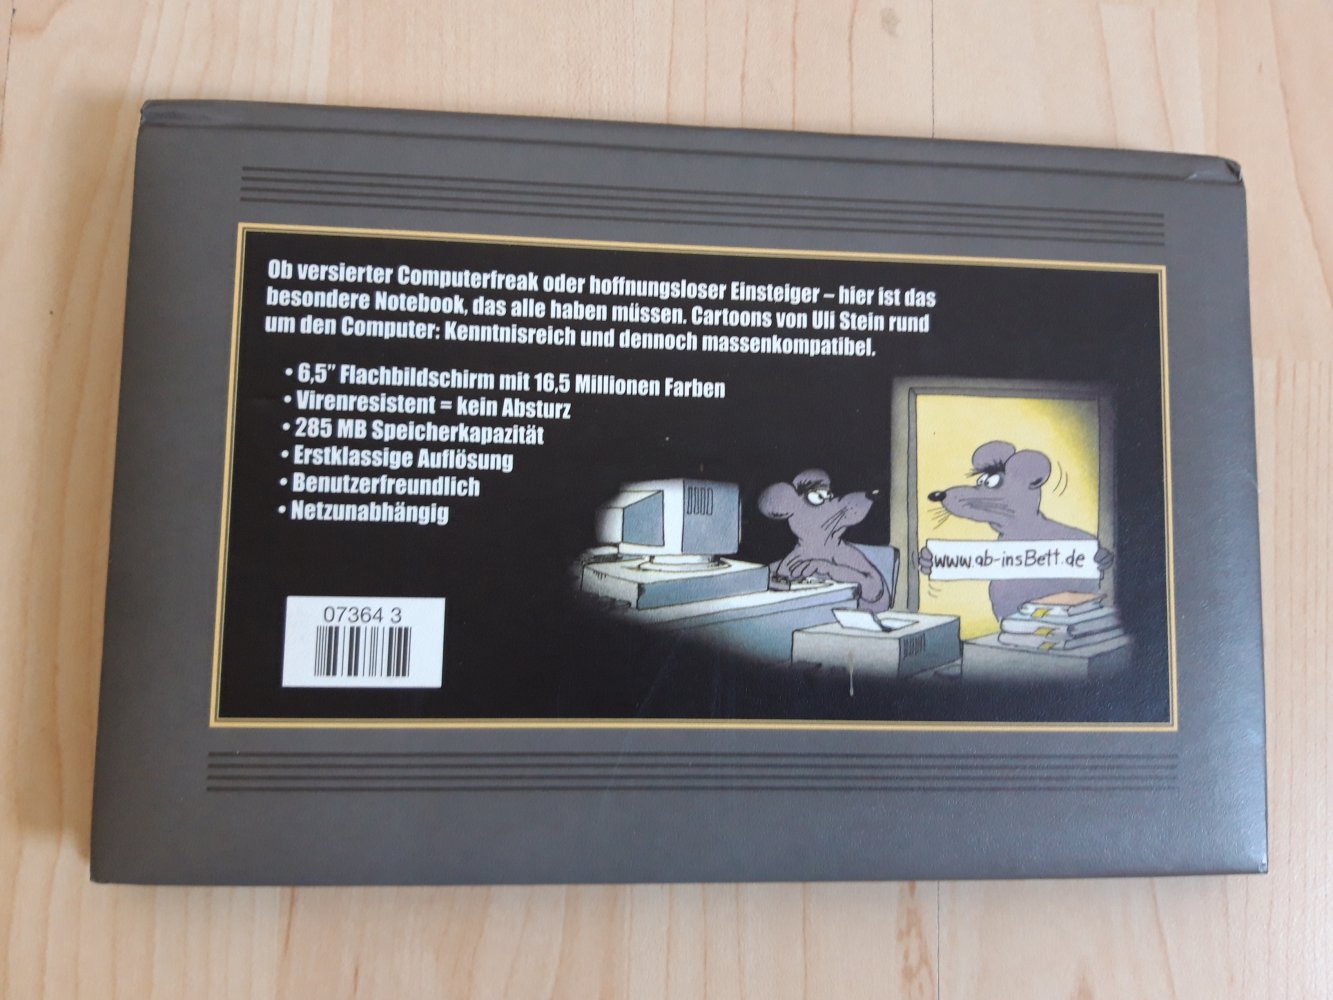 Ob versierter Computerfreak oder hoffnungsloser Einsteiger – hier ist das
besondere Notebook, das alle haben müssen. Cartoons von Uli Stein rund
um den Computer: Kenntnisreich und dennoch massenkompatibel.
• 6,5” Flachbildschirm mit 16,5 Millionen Farben
• Virenresistent = kein Absturz
• 285 MB Speicherkapazität
• Erstklassige Auflösung
• Benutzerfreundlich
• Netzunabhängig
www.ab-insBett.de
07364 3